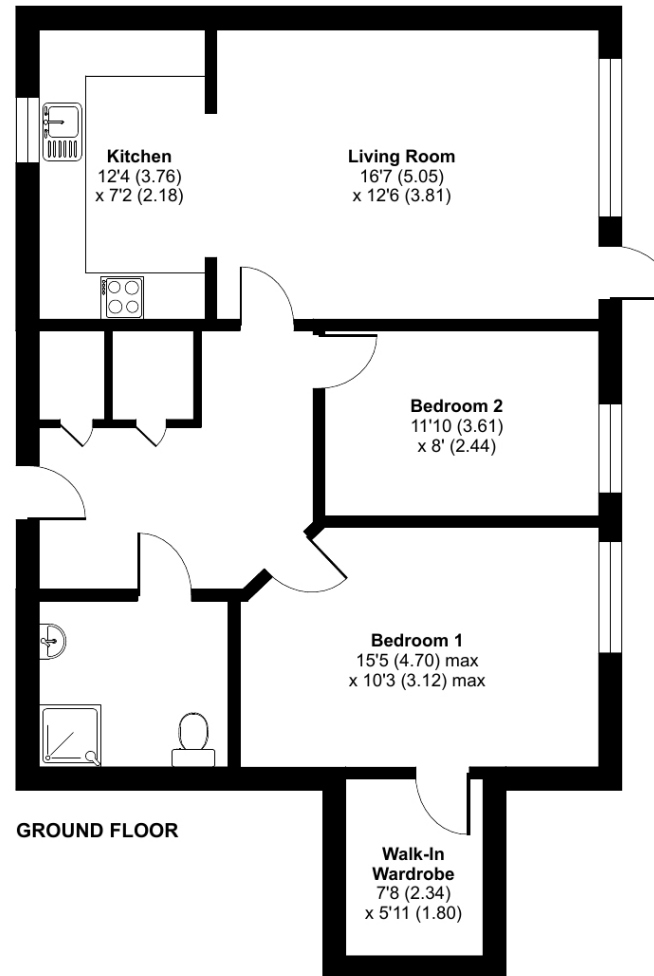 Kitchen
12'4 (3.76)
x 7'2 (2.18)
Living Room
16'7 (5.05)
x 12'6 (3.81)
Bedroom 2
11'10 (3.61)
x 8' (2.44)
Bedroom 1
15'5 (4.70) max
x 10'3 (3.12) max
GROUND FLOOR
Walk-In
Wardrobe
7'8 (2.34)
x 5'11 (1.80)